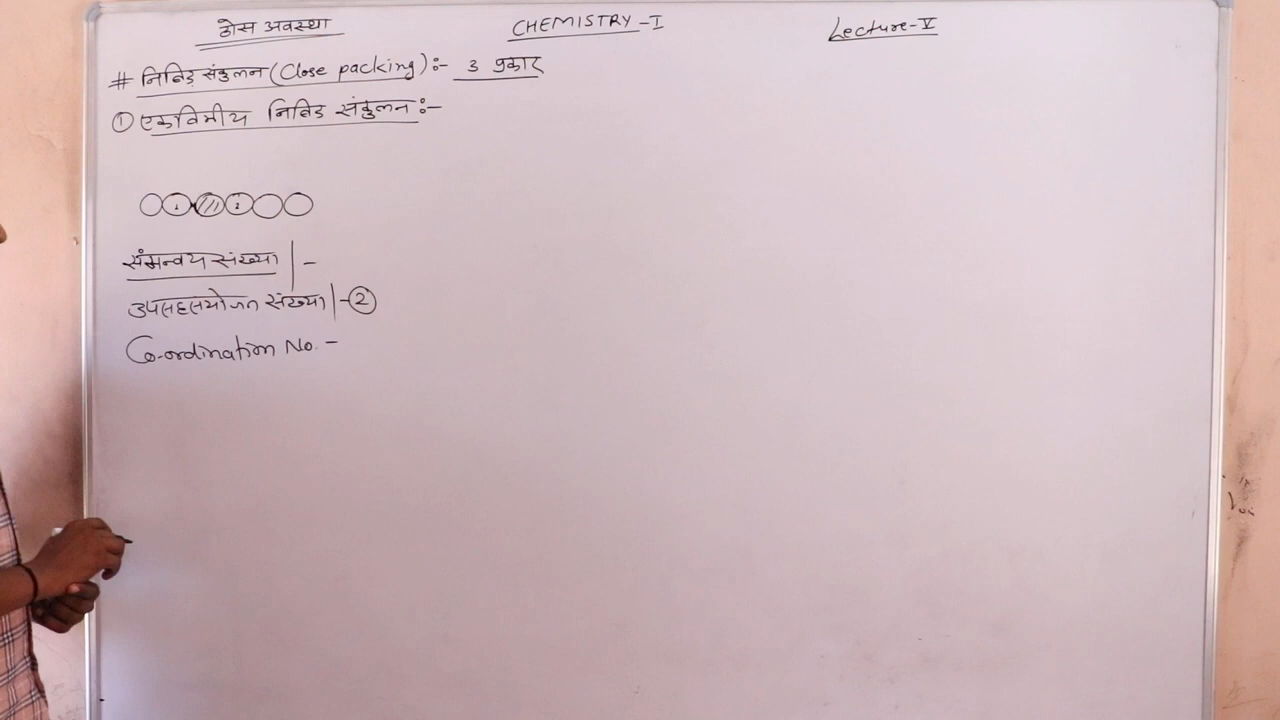 ठोस अवस्था CHEMISTRY-I Lecture-V
# निबिड़ संकुलन (Close packing) :- 3 प्रकार
① एकविमीय निबिड संकुलन :-
1 2
संमन्वय संख्या -
उपसहसयोजन संख्या - ②
Co-ordination No. -